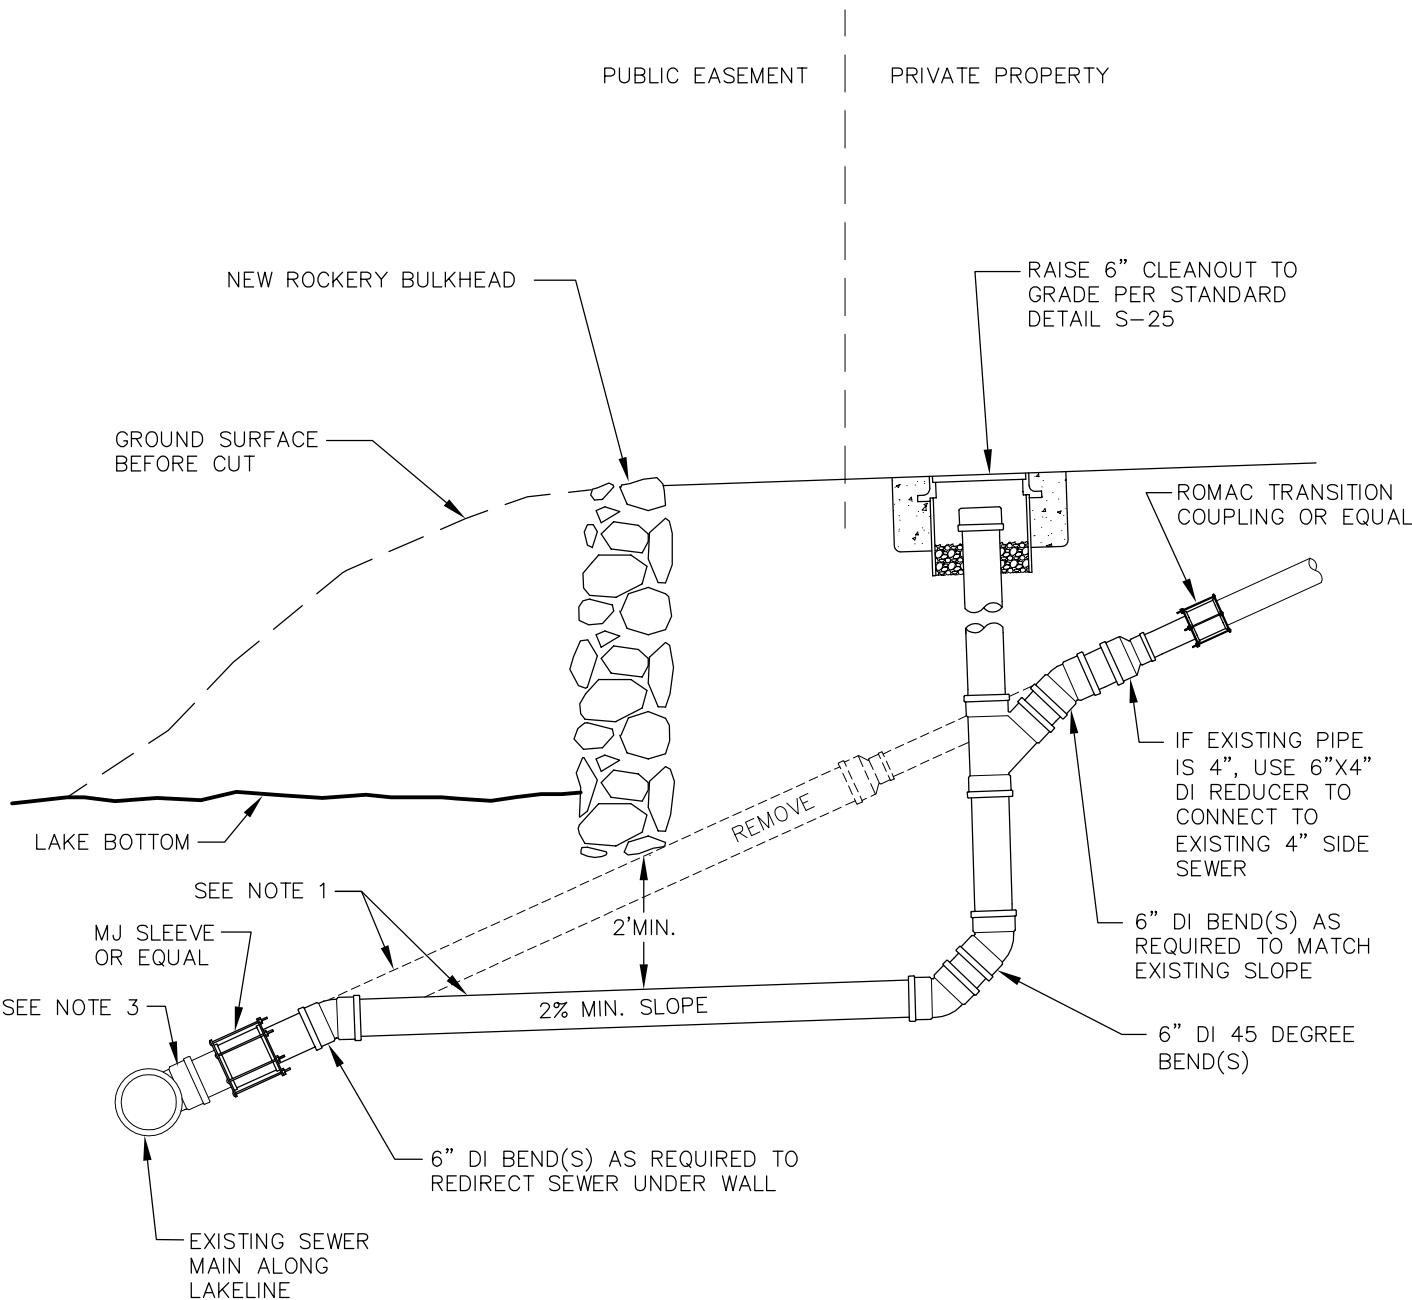 PUBLIC EASEMENT
PRIVATE PROPERTY
NEW ROCKERY BULKHEAD
RAISE 6” CLEANOUT TO
GRADE PER STANDARD
DETAIL S-25
GROUND SURFACE
BEFORE CUT
ROMAC TRANSITION
COUPLING OR EQUAL
IF EXISTING PIPE
IS 4”, USE 6”X4”
DI REDUCER TO
CONNECT TO
EXISTING 4” SIDE
SEWER
REMOVE
LAKE BOTTOM
SEE NOTE 1
2'MIN.
MJ SLEEVE
OR EQUAL
6” DI BEND(S) AS
REQUIRED TO MATCH
EXISTING SLOPE
SEE NOTE 3
2% MIN. SLOPE
6” DI 45 DEGREE
BEND(S)
6” DI BEND(S) AS REQUIRED TO
REDIRECT SEWER UNDER WALL
EXISTING SEWER
MAIN ALONG
LAKELINE